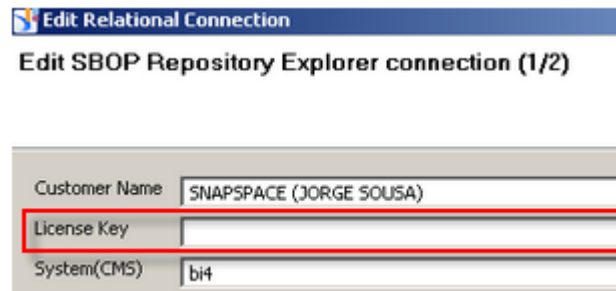 Edit Relational Connection
Edit SBOP Repository Explorer connection (1/2)
Customer Name SNAPSPACE (JORGE SOUSA)
License Key
System(CMS) bi4